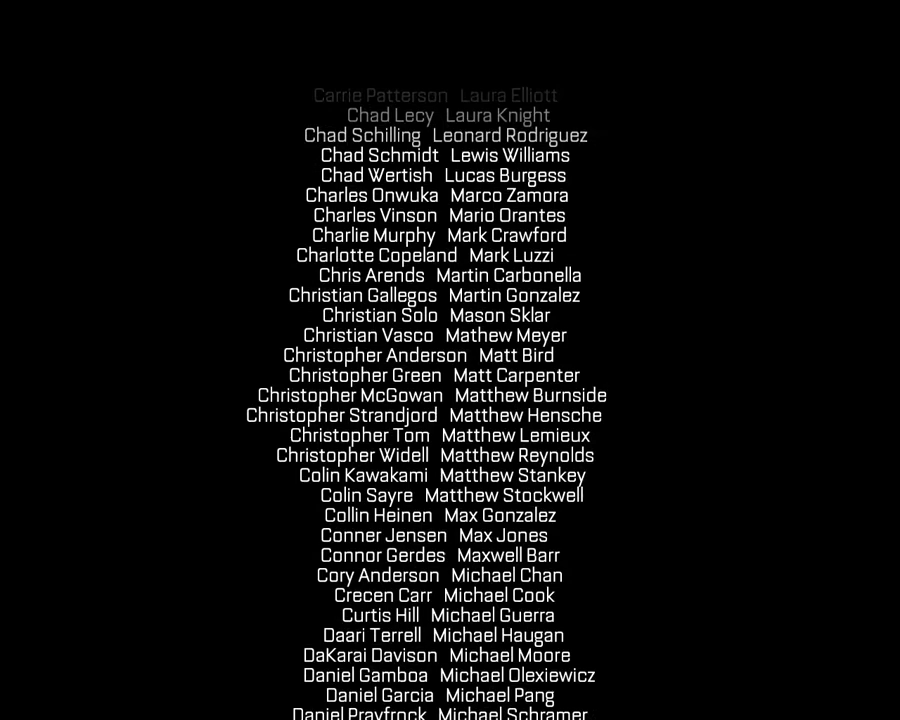 Carrie Patterson Laura Elliott
Chad Lecy Laura Knight
Chad Schilling Leonard Rodriguez
Chad Schmidt Lewis Williams
Chad Wertish Lucas Burgess
Charles Onwuka Marco Zamora
Charles Vinson Mario Orantes
Charlie Murphy Mark Crawford
Charlotte Copeland Mark Luzzi
Chris Arends Martin Carbonella
Christian Gallegos Martin Gonzalez
Christian Solo Mason Sklar
Christian Vasco Mathew Meyer
Christopher Anderson Matt Bird
Christopher Green Matt Carpenter
Christopher McGowan Matthew Burnside
Christopher Strandjord Matthew Hensche
Christopher Tom Matthew Lemieux
Christopher Widell Matthew Reynolds
Colin Kawakami Matthew Stankey
Colin Sayre Matthew Stockwell
Collin Heinen Max Gonzalez
Conner Jensen Max Jones
Connor Gerdes Maxwell Barr
Cory Anderson Michael Chan
Crecen Carr Michael Cook
Curtis Hill Michael Guerra
Daari Terrell Michael Haugan
DaKarai Davison Michael Moore
Daniel Gamboa Michael Olexiewicz
Daniel Garcia Michael Pang
Daniel Prayfrock Michael Schramer